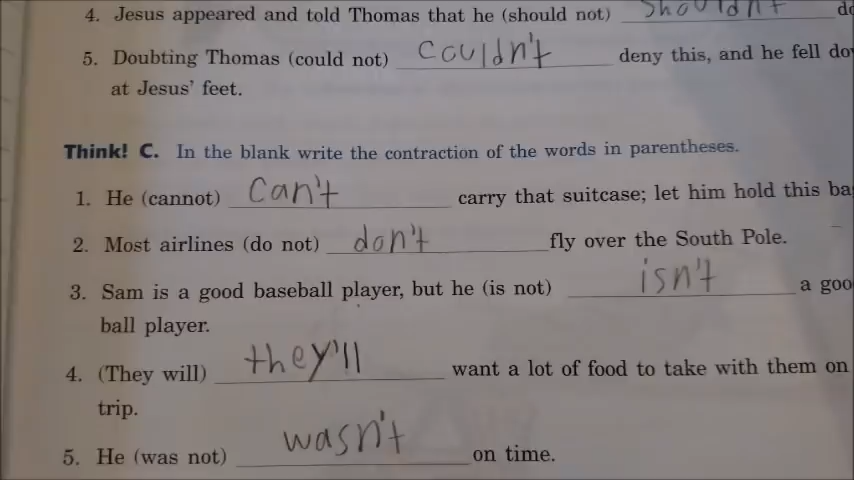 4. Jesus appeared and told Thomas that he (should not) shouldn't
5. Doubting Thomas (could not) couldn't deny this, and he fell
at Jesus' feet.
Think! C. In the blank write the contraction of the words in parentheses.
1. He (cannot) can't carry that suitcase; let him hold this
2. Most airlines (do not) don't fly over the South Pole.
3. Sam is a good baseball player, but he (is not) isn't a
ball player.
4. (They will) they'll want a lot of food to take with them on
trip.
5. He (was not) wasn't on time.